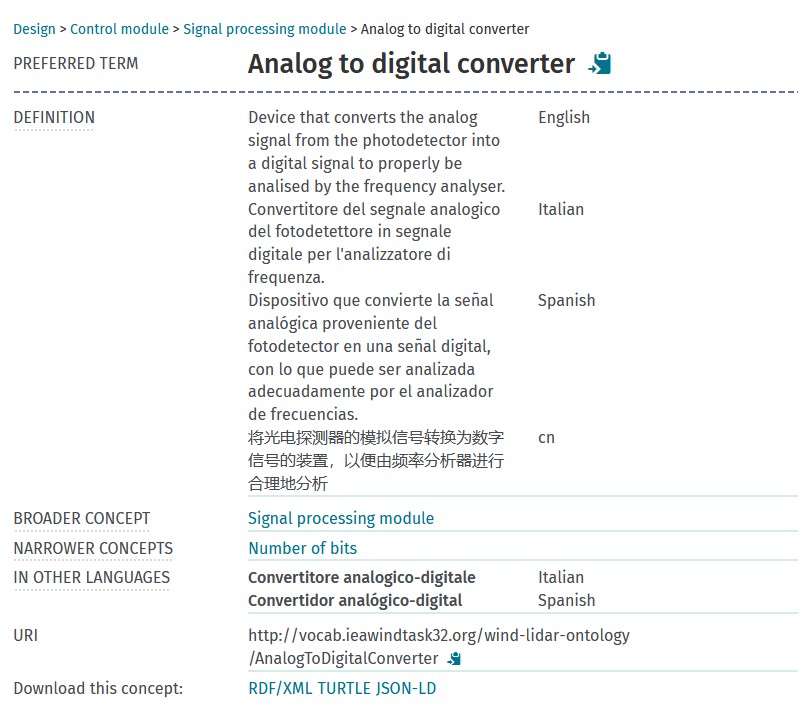 Design > Control module > Signal processing module > Analog to digital converter
PREFERRED TERM Analog to digital converter
DEFINITION Device that converts the analog English
signal from the photodetector into
a digital signal to properly be
analised by the frequency analyser.
Convertitore del segnale analogico Italian
del fotodetettore in segnale
digitale per l'analizzatore di
frequenza.
Dispositivo que convierte la señal Spanish
analógica proveniente del
fotodetector en una señal digital,
con lo que puede ser analizada
adecuadamente por el analizador
de frecuencias.
将光电探测器的模拟信号转换为数字 cn
信号的装置，以便由频率分析器进行
合理地分析
BROADER CONCEPT Signal processing module
NARROWER CONCEPTS Number of bits
IN OTHER LANGUAGES Convertitore analogico-digitale Italian
Convertidor analógico-digital Spanish
URI http://vocab.ieawindtask32.org/wind-lidar-ontology
/AnalogToDigitalConverter
Download this concept: RDF/XML TURTLE JSON-LD